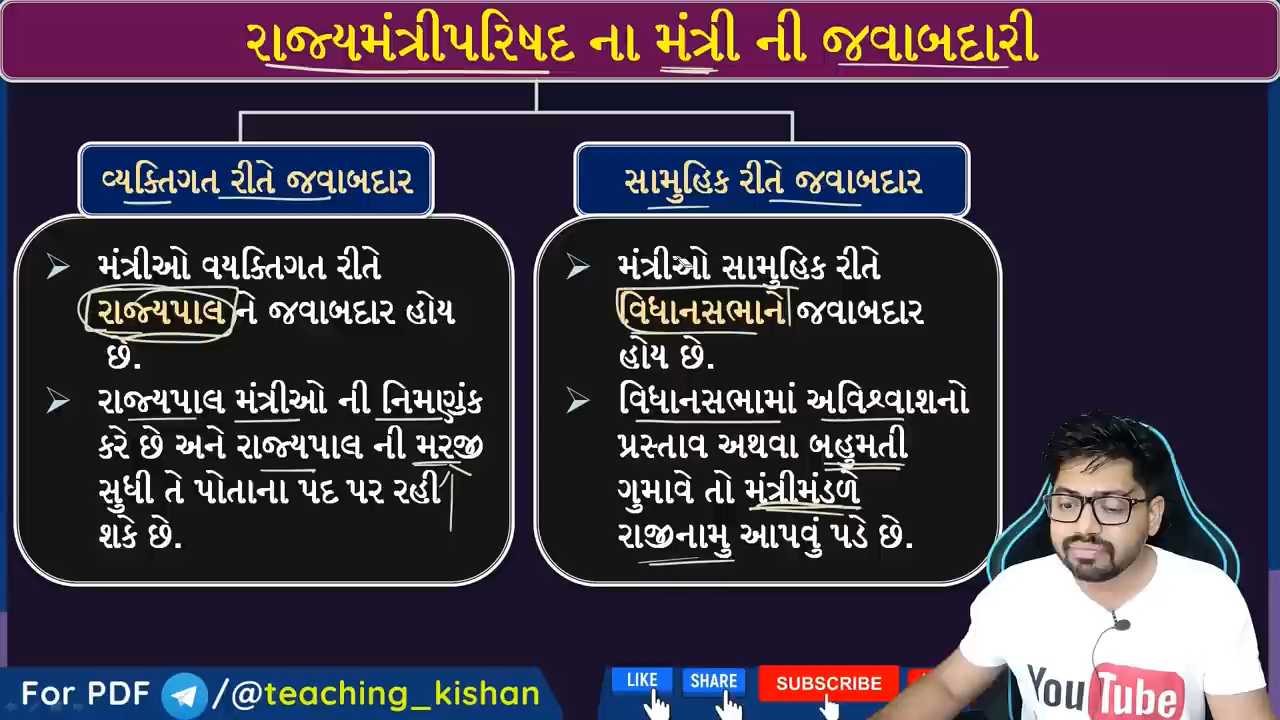 રાજ્યમંત્રીપરિષદ ના મંત્રી ની જવાબદારી
વ્યક્તિગત રીતે જવાબદાર
મંત્રીઓ વયક્તિગત રીતે
રાજ્યપાલ ને જવાબદાર હોય
છે.
રાજ્યપાલ મંત્રીઓ ની નિમણુંક
કરે છે અને રાજ્યપાલ ની મરજી
સુધી તે પોતાના પદ પર રહી
શકે છે.
સામુહિક રીતે જવાબદાર
મંત્રીઓ સામુહિક રીતે
વિધાનસભાને જવાબદાર
હોય છે.
વિધાનસભામાં અવિશ્વાશનો
પ્રસ્તાવ અથવા બહુમતી
ગુમાવે તો મંત્રીમંડળે
રાજીનામુ આપવું પડે છે.
For PDF /@teaching_kishan
LIKE
SHARE
SUBSCRIBE
YouTube